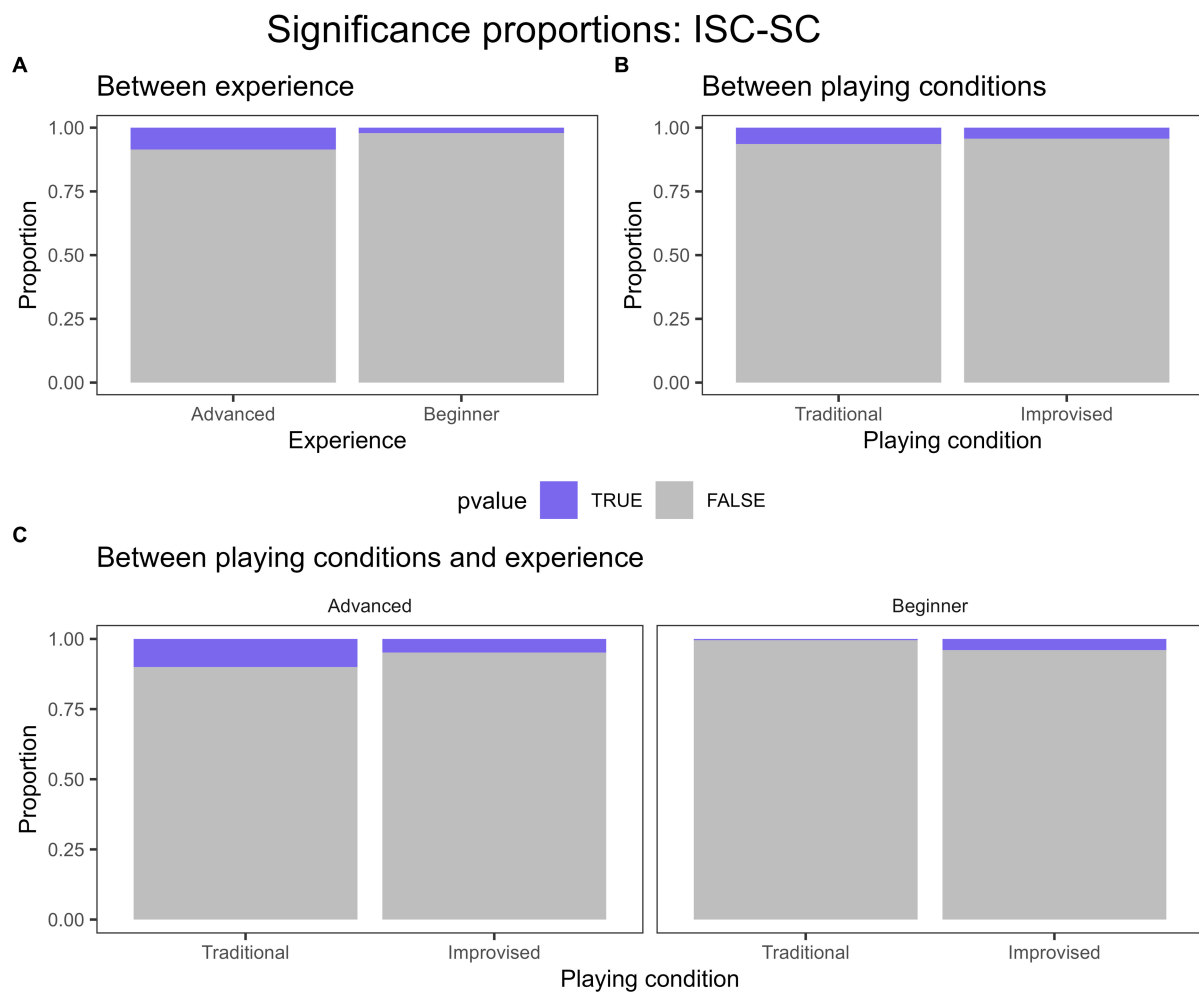 Significance proportions: ISC-SC
A
Between experience
1.00
0.75
0.50
0.25
0.00
Proportion
Advanced Beginner
Experience
B
Between playing conditions
1.00
0.75
0.50
0.25
0.00
Proportion
Traditional Improvised
Playing condition
pvalue TRUE FALSE
C
Between playing conditions and experience
Advanced Beginner
1.00
0.75
0.50
0.25
0.00
Proportion
Traditional Improvised Traditional Improvised
Playing condition